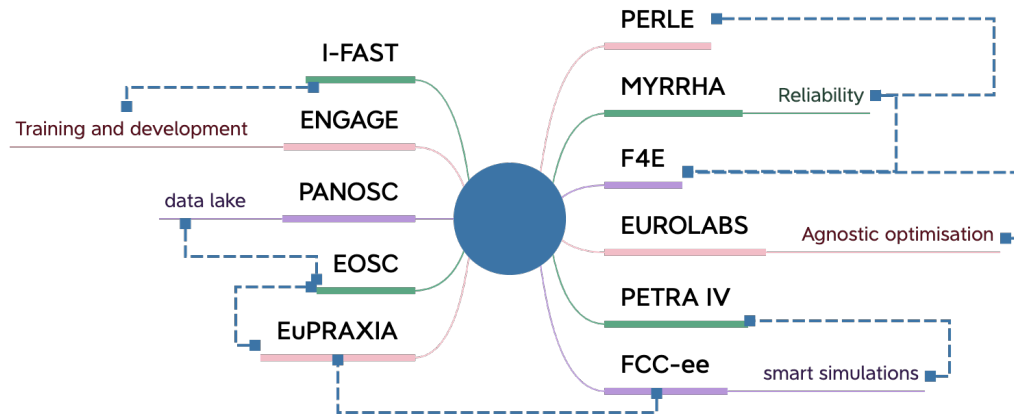 I-FAST
Training and development
ENGAGE
data lake
PANOSC
EOSC
EuPRAXIA
PERLE
MYRRHA
Reliability
F4E
EUROLABS
Agnostic optimisation
PETRA IV
FCC-ee
smart simulations